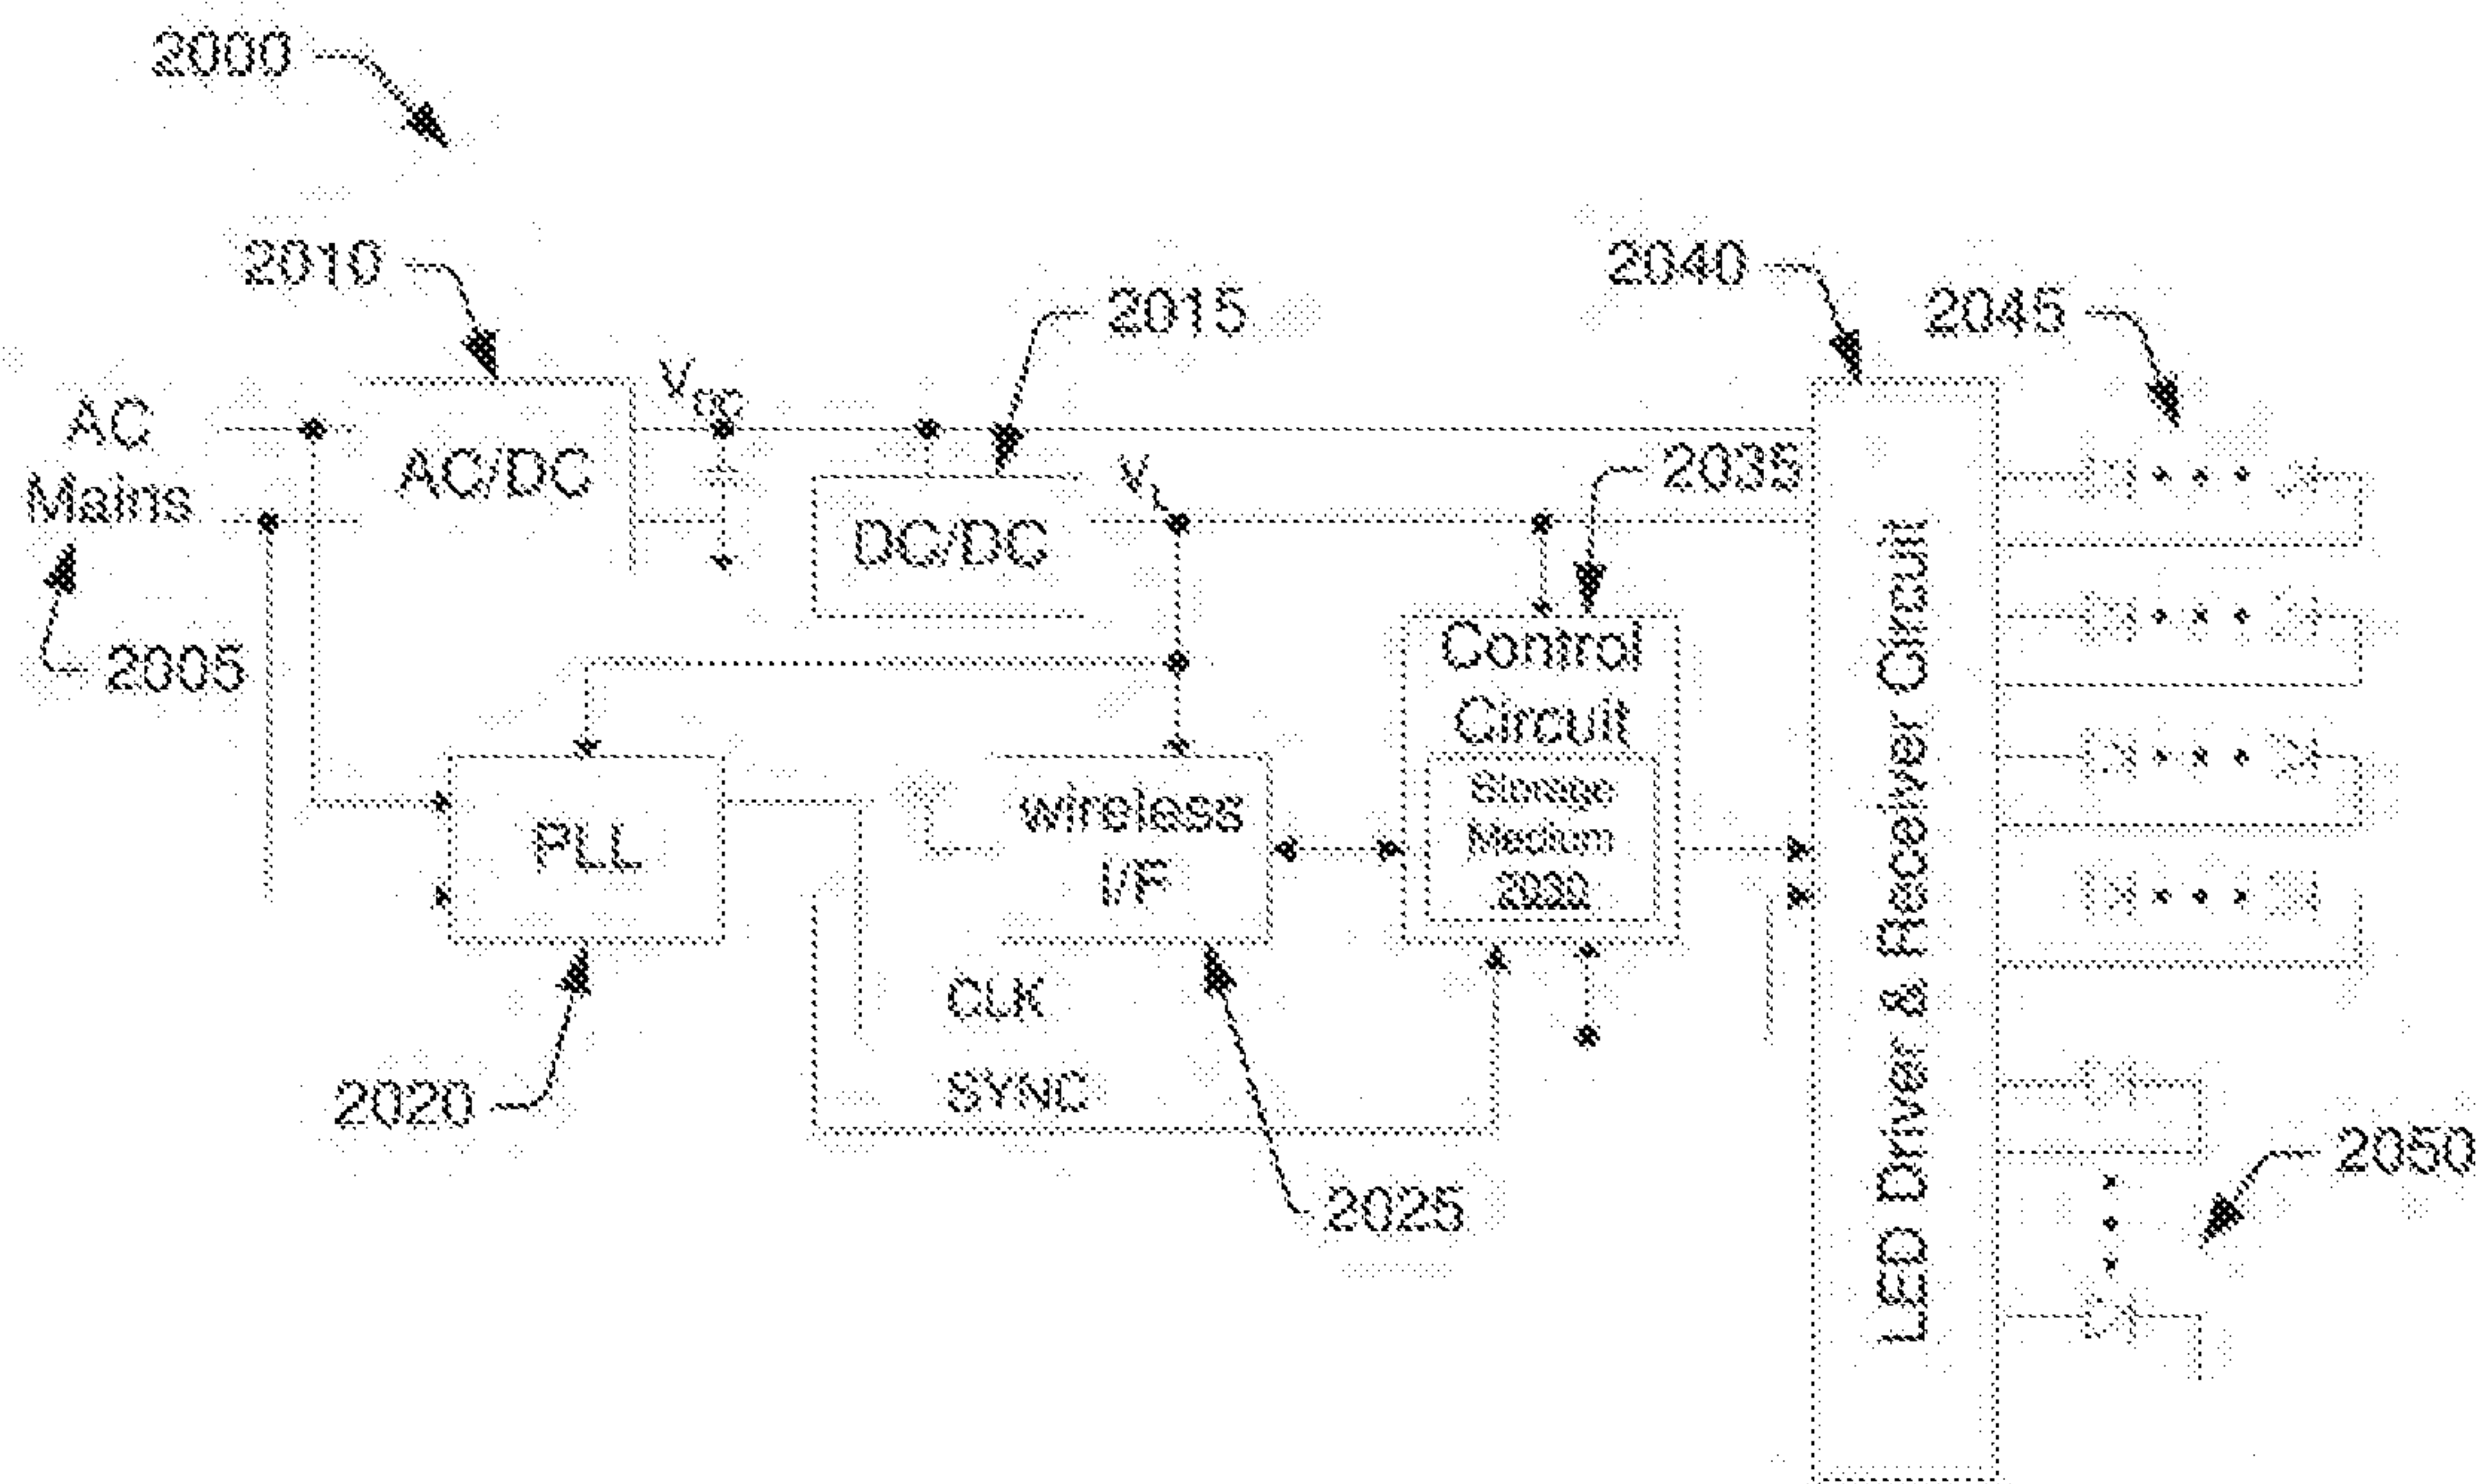 2000
2010
2015
2040
2045
AC
Mains
AC/DC
VDC
DC/DC
VL
2035
2005
Control
Circuit
Storage
Medium
2030
PLL
wireless
I/F
CLK
SYNC
2020
2025
LED Driver & Receiver Circuit
2050